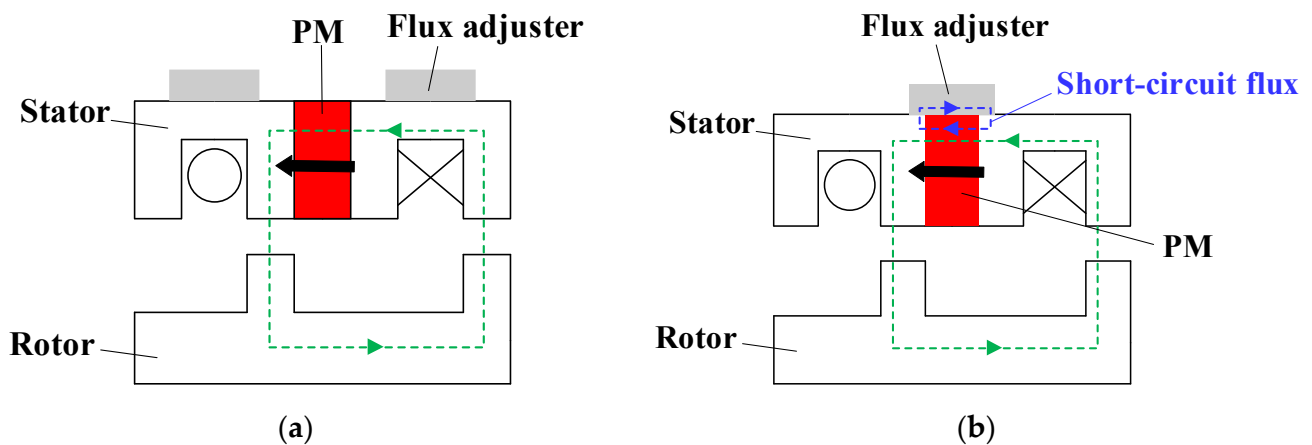 PM
Flux adjuster
Stator
Rotor
(a)
Flux adjuster
Short-circuit flux
Stator
PM
Rotor
(b)